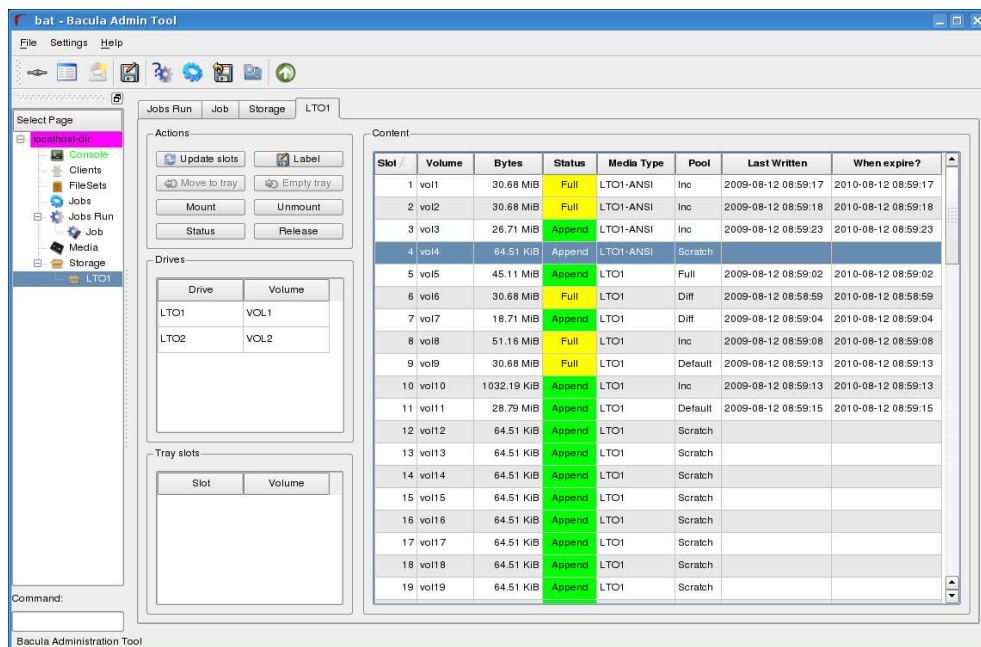 bat - Bacula Admin Tool
File Settings Help
Select Page
localhost-dir
Console
Clients
FileSets
Jobs
Jobs Run
Job
Media
Storage
LTO1
Command:
Bacula Administration Tool
Jobs Run Job Storage LTO1
Actions
Update slots Label
Move to tray Empty tray
Mount Unmount
Status Release
Drives
Drive Volume
LTO1 VOL1
LTO2 VOL2
Tray slots
Slot Volume
Content
Slot Volume Bytes Status Media Type Pool Last Written When expire?
1 vol1 30.68 MiB Full LTO1-ANSI Inc 2009-08-12 08:59:17 2010-08-12 08:59:17
2 vol2 30.68 MiB Full LTO1-ANSI Inc 2009-08-12 08:59:18 2010-08-12 08:59:18
3 vol3 26.71 MiB Append LTO1-ANSI Inc 2009-08-12 08:59:23 2010-08-12 08:59:23
4 vol4 64.51 KiB Append LTO1-ANSI Scratch
5 vol5 45.11 MiB Append LTO1 Full 2009-08-12 08:59:02 2010-08-12 08:59:02
6 vol6 30.68 MiB Full LTO1 Diff 2009-08-12 08:58:59 2010-08-12 08:58:59
7 vol7 18.71 MiB Append LTO1 Diff 2009-08-12 08:59:04 2010-08-12 08:59:04
8 vol8 51.16 MiB Full LTO1 Inc 2009-08-12 08:59:08 2010-08-12 08:59:08
9 vol9 30.68 MiB Full LTO1 Default 2009-08-12 08:59:13 2010-08-12 08:59:13
10 vol10 1032.19 KiB Append LTO1 Inc 2009-08-12 08:59:13 2010-08-12 08:59:13
11 vol11 28.79 MiB Append LTO1 Default 2009-08-12 08:59:15 2010-08-12 08:59:15
12 vol12 64.51 KiB Append LTO1 Scratch
13 vol13 64.51 KiB Append LTO1 Scratch
14 vol14 64.51 KiB Append LTO1 Scratch
15 vol15 64.51 KiB Append LTO1 Scratch
16 vol16 64.51 KiB Append LTO1 Scratch
17 vol17 64.51 KiB Append LTO1 Scratch
18 vol18 64.51 KiB Append LTO1 Scratch
19 vol19 64.51 KiB Append LTO1 Scratch